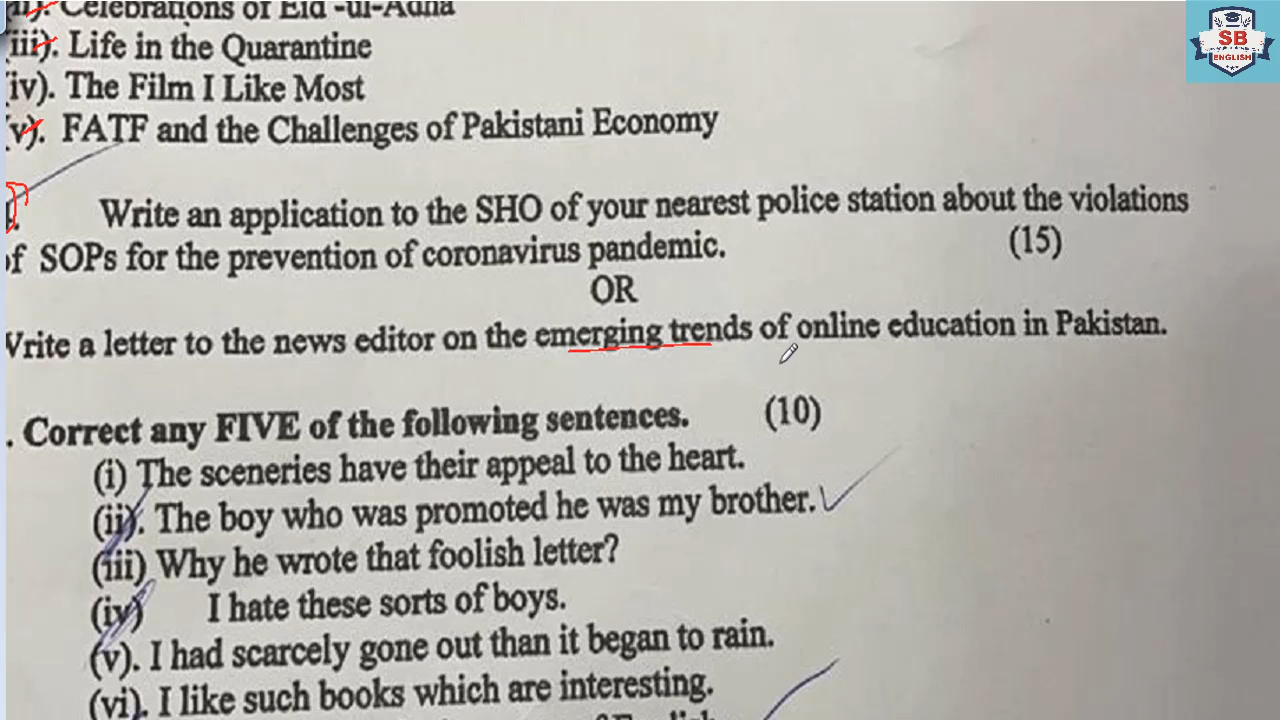 ii). Celebrations of Eid -ul-Adha
iii). Life in the Quarantine
iv). The Film I Like Most
(v). FATF and the Challenges of Pakistani Economy
Write an application to the SHO of your nearest police station about the violations
of SOPs for the prevention of coronavirus pandemic. (15)
OR
Write a letter to the news editor on the emerging trends of online education in Pakistan.
. Correct any FIVE of the following sentences. (10)
(i) The sceneries have their appeal to the heart.
(ii). The boy who was promoted he was my brother.
(iii) Why he wrote that foolish letter?
(iv) I hate these sorts of boys.
(v). I had scarcely gone out than it began to rain.
(vi). I like such books which are interesting.
SB
ENGLISH